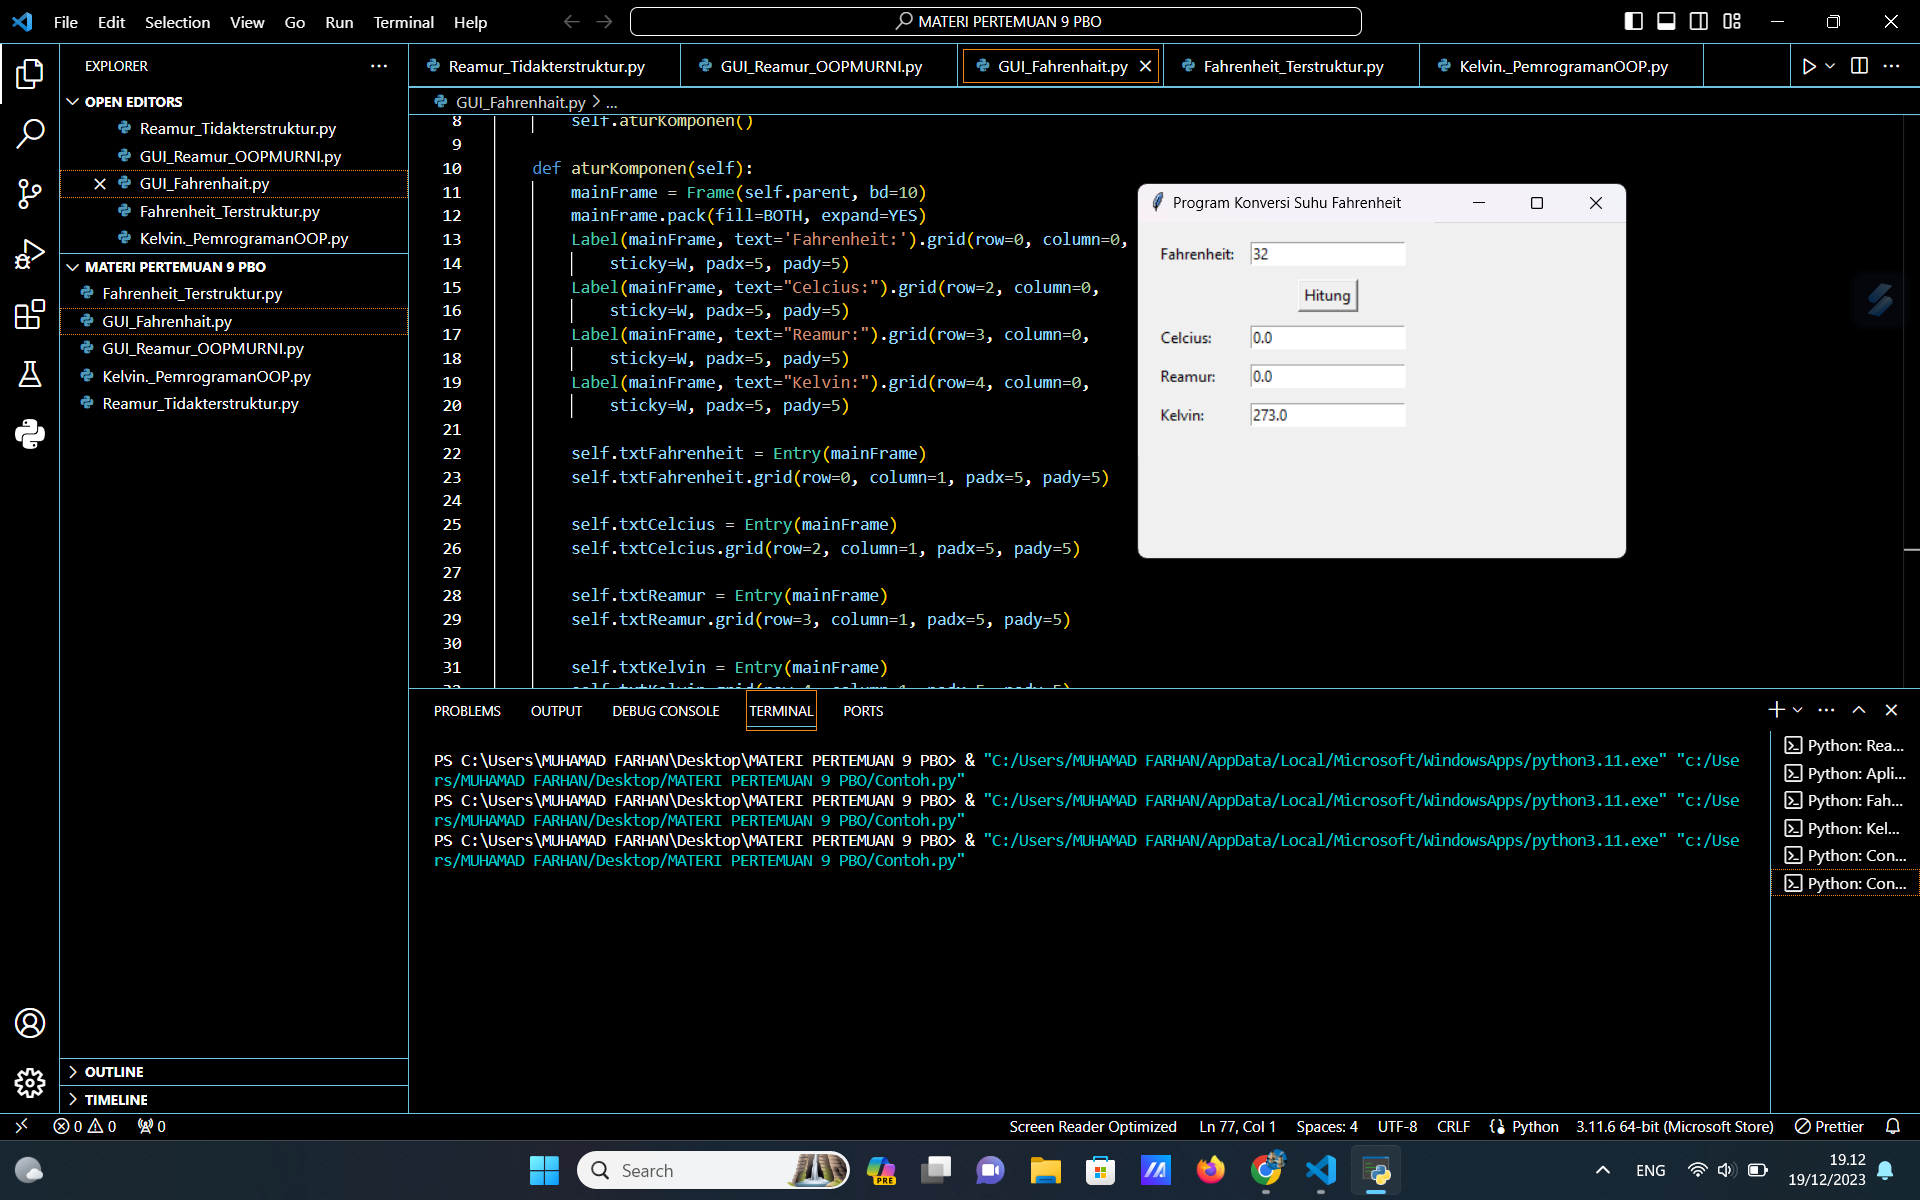 File Edit Selection View Go Run Terminal Help
MATERI PERTEMUAN 9 PBO
EXPLORER
OPEN EDITORS
Reamur_Tidakterstruktur.py
GUI_Reamur_OOPMURNI.py
GUI_Fahrenhait.py
Fahrenheit_Terstruktur.py
Kelvin._PemrogramanOOP.py
MATERI PERTEMUAN 9 PBO
Fahrenheit_Terstruktur.py
GUI_Fahrenhait.py
GUI_Reamur_OOPMURNI.py
Kelvin._PemrogramanOOP.py
Reamur_Tidakterstruktur.py
OUTLINE
TIMELINE
Reamur_Tidakterstruktur.py GUI_Reamur_OOPMURNI.py GUI_Fahrenhait.py Fahrenheit_Terstruktur.py Kelvin._PemrogramanOOP.py
GUI_Fahrenhait.py > ...
8 self.aturKomponen()
9
10 def aturKomponen(self):
11 mainFrame = Frame(self.parent, bd=10)
12 mainFrame.pack(fill=BOTH, expand=YES)
13 Label(mainFrame, text='Fahrenheit:').grid(row=0, column=0,
14 sticky=W, padx=5, pady=5)
15 Label(mainFrame, text="Celcius:").grid(row=2, column=0,
16 sticky=W, padx=5, pady=5)
17 Label(mainFrame, text="Reamur:").grid(row=3, column=0,
18 sticky=W, padx=5, pady=5)
19 Label(mainFrame, text="Kelvin:").grid(row=4, column=0,
20 sticky=W, padx=5, pady=5)
21
22 self.txtFahrenheit = Entry(mainFrame)
23 self.txtFahrenheit.grid(row=0, column=1, padx=5, pady=5)
24
25 self.txtCelcius = Entry(mainFrame)
26 self.txtCelcius.grid(row=2, column=1, padx=5, pady=5)
27
28 self.txtReamur = Entry(mainFrame)
29 self.txtReamur.grid(row=3, column=1, padx=5, pady=5)
30
31 self.txtKelvin = Entry(mainFrame)
Program Konversi Suhu Fahrenheit
Fahrenheit: 32
Hitung
Celcius: 0.0
Reamur: 0.0
Kelvin: 273.0
PROBLEMS OUTPUT DEBUG CONSOLE TERMINAL PORTS
PS C:\Users\MUHAMAD FARHAN\Desktop\MATERI PERTEMUAN 9 PBO> & "C:/Users/MUHAMAD FARHAN/AppData/Local/Microsoft/WindowsApps/python3.11.exe" "c:/Use
rs/MUHAMAD FARHAN/Desktop/MATERI PERTEMUAN 9 PBO/Contoh.py"
PS C:\Users\MUHAMAD FARHAN\Desktop\MATERI PERTEMUAN 9 PBO> & "C:/Users/MUHAMAD FARHAN/AppData/Local/Microsoft/WindowsApps/python3.11.exe" "c:/Use
rs/MUHAMAD FARHAN/Desktop/MATERI PERTEMUAN 9 PBO/Contoh.py"
PS C:\Users\MUHAMAD FARHAN\Desktop\MATERI PERTEMUAN 9 PBO> & "C:/Users/MUHAMAD FARHAN/AppData/Local/Microsoft/WindowsApps/python3.11.exe" "c:/Use
rs/MUHAMAD FARHAN/Desktop/MATERI PERTEMUAN 9 PBO/Contoh.py"
Python: Rea...
Python: Apli...
Python: Fah...
Python: Kel...
Python: Con...
Python: Con...
0 0 0 Screen Reader Optimized Ln 77, Col 1 Spaces: 4 UTF-8 CRLF Python 3.11.6 64-bit (Microsoft Store) Prettier
Search PRE ENG 19.12
19/12/2023